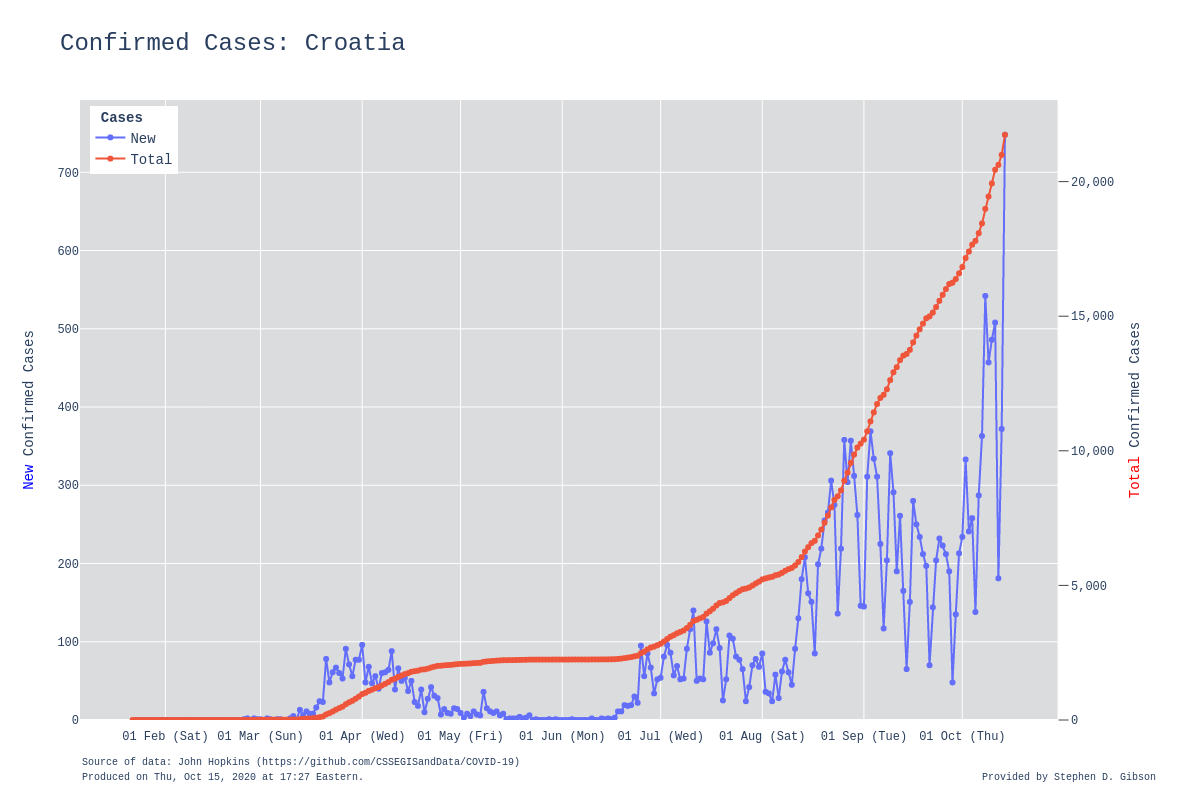 Confirmed Cases: Croatia
Cases
New
Total
700
600
500
400
300
200
100
0
New Confirmed Cases
20,000
15,000
10,000
5,000
0
Total Confirmed Cases
01 Feb (Sat) 01 Mar (Sun) 01 Apr (Wed) 01 May (Fri) 01 Jun (Mon) 01 Jul (Wed) 01 Aug (Sat) 01 Sep (Tue) 01 Oct (Thu)
Source of data: John Hopkins (https://github.com/CSSEGISandData/COVID-19)
Produced on Thu, Oct 15, 2020 at 17:27 Eastern.
Provided by Stephen D. Gibson